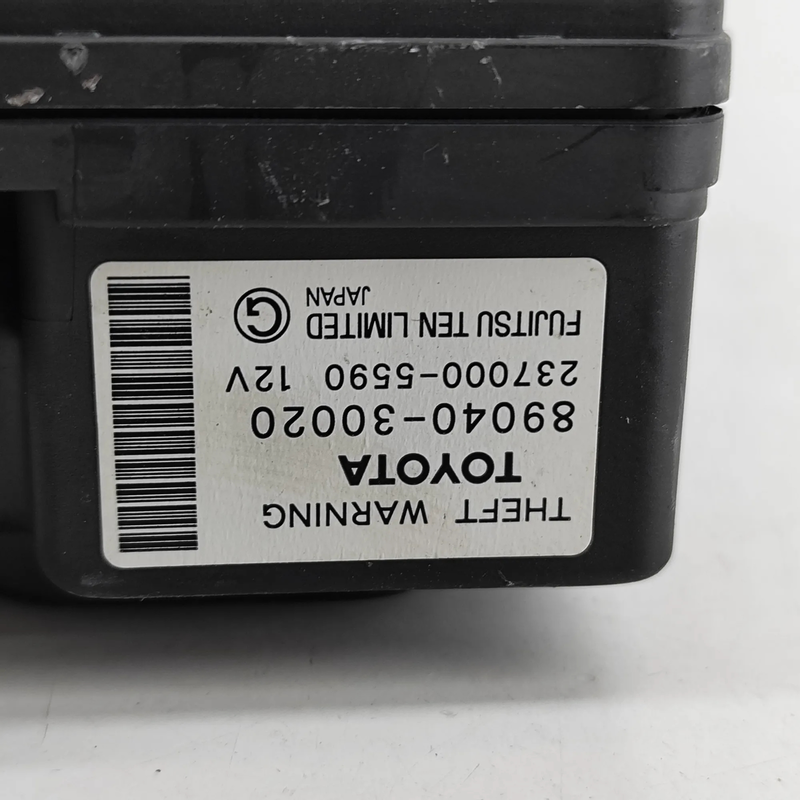 THEFT WARNING
TOYOTA
89040-30020
237000-5590 12V
FUJITSU TEN LIMITED
JAPAN
G